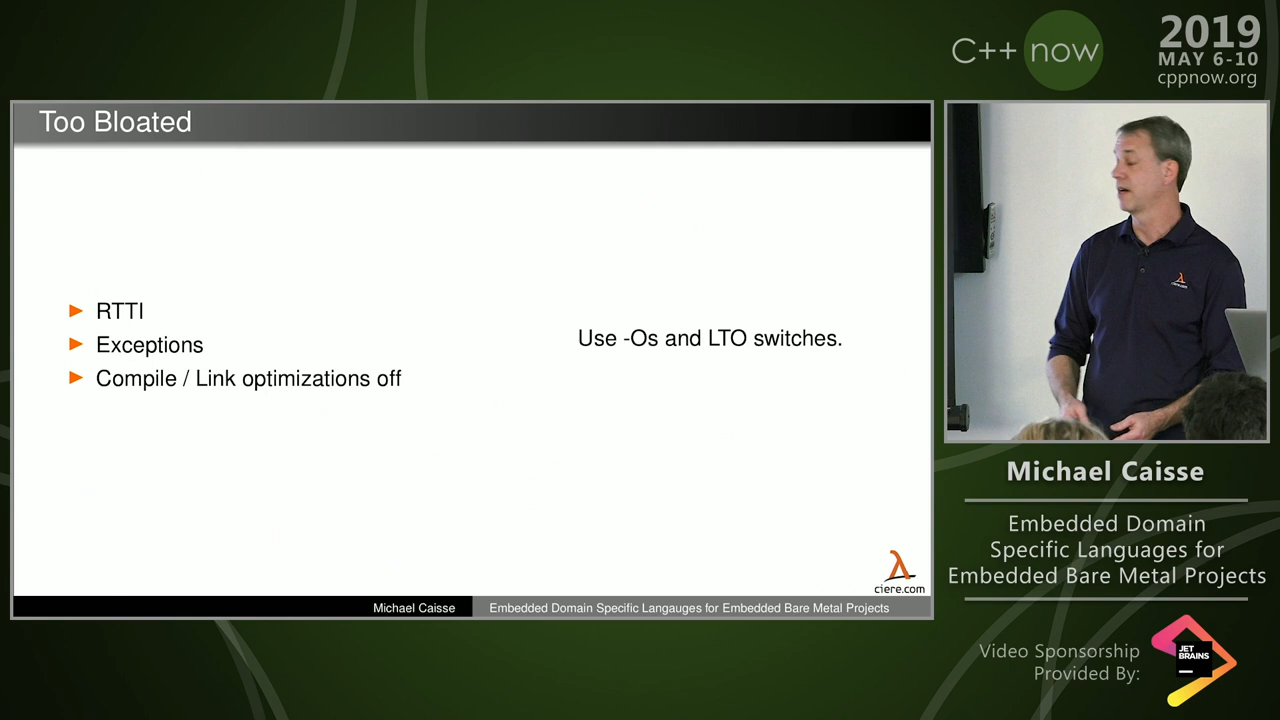 C++ now
2019
MAY 6-10
cppnow.org
Too Bloated
RTTI
Exceptions
Compile / Link optimizations off
Use -Os and LTO switches.
ciere.com
Michael Caisse
Embedded Domain Specific Langauges for Embedded Bare Metal Projects
ciere.com
Michael Caisse
Embedded Domain
Specific Languages for
Embedded Bare Metal Projects
Video Sponsorship
Provided By:
JET
BRAINS